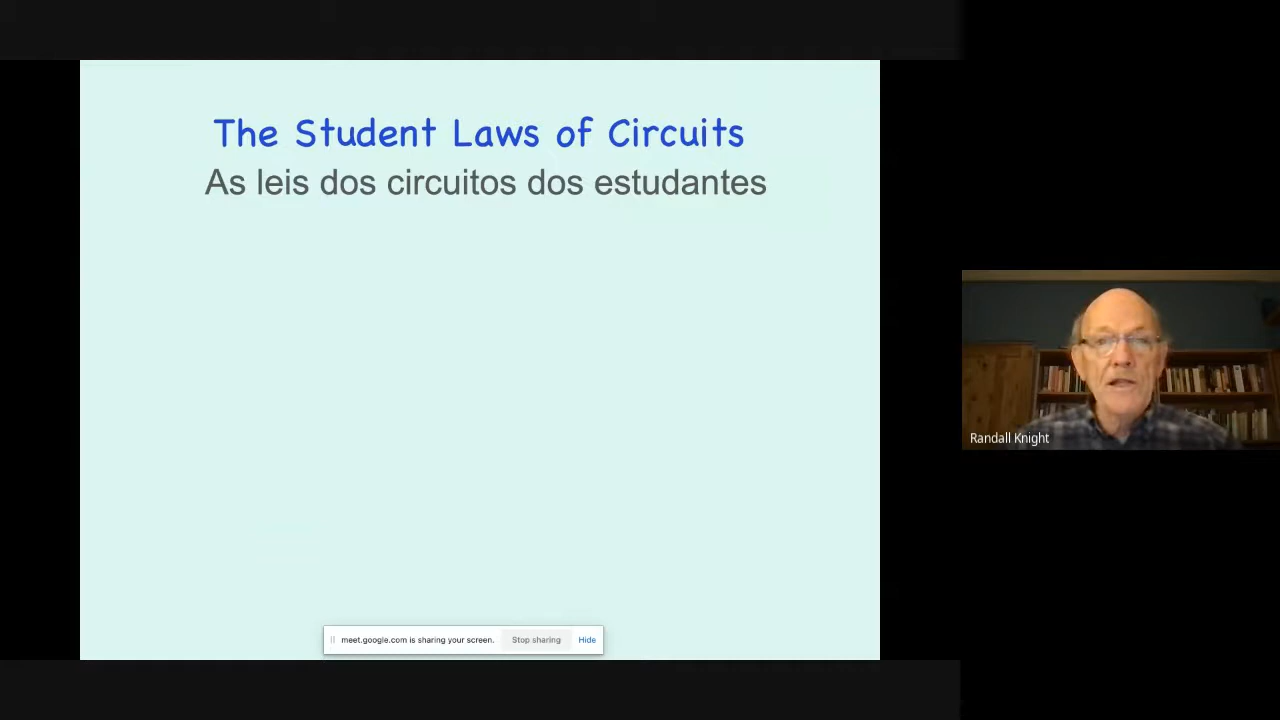 The Student Laws of Circuits
As leis dos circuitos dos estudantes
Randall Knight
meet.google.com is sharing your screen. Stop sharing Hide